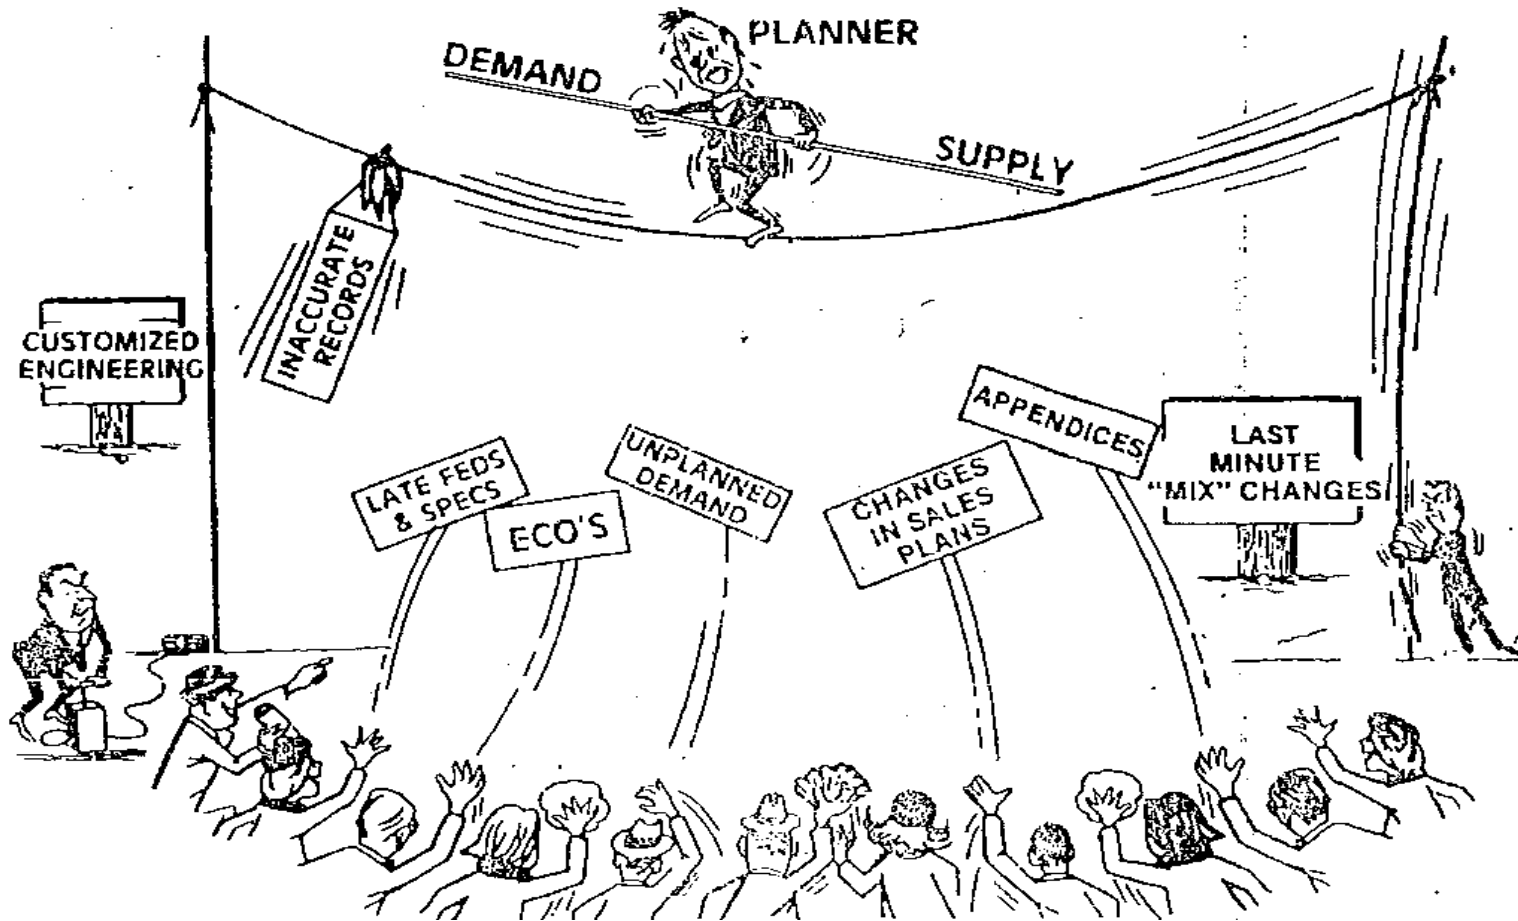 PLANNER
DEMAND
SUPPLY
INACCURATE
RECORDS
CUSTOMIZED
ENGINEERING
APPENDICES
LAST
MINUTE
"MIX" CHANGES
UNPLANNED
DEMAND
LATE FEDS
& SPECS
ECO'S
CHANGES
IN SALES
PLANS